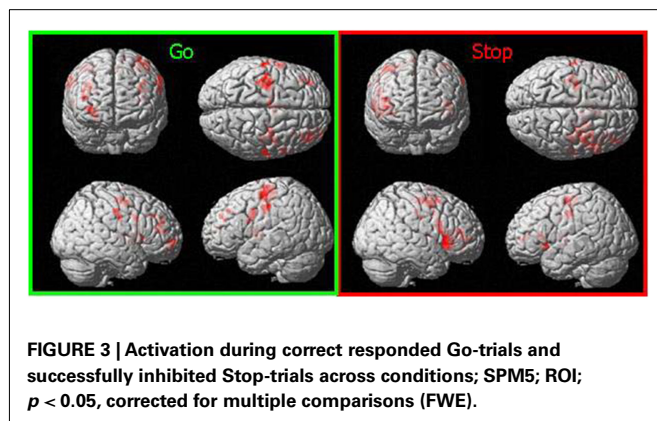 Go
Stop
FIGURE 3 | Activation during correct responded Go-trials and
successfully inhibited Stop-trials across conditions; SPM5; ROI;
p < 0.05, corrected for multiple comparisons (FWE).